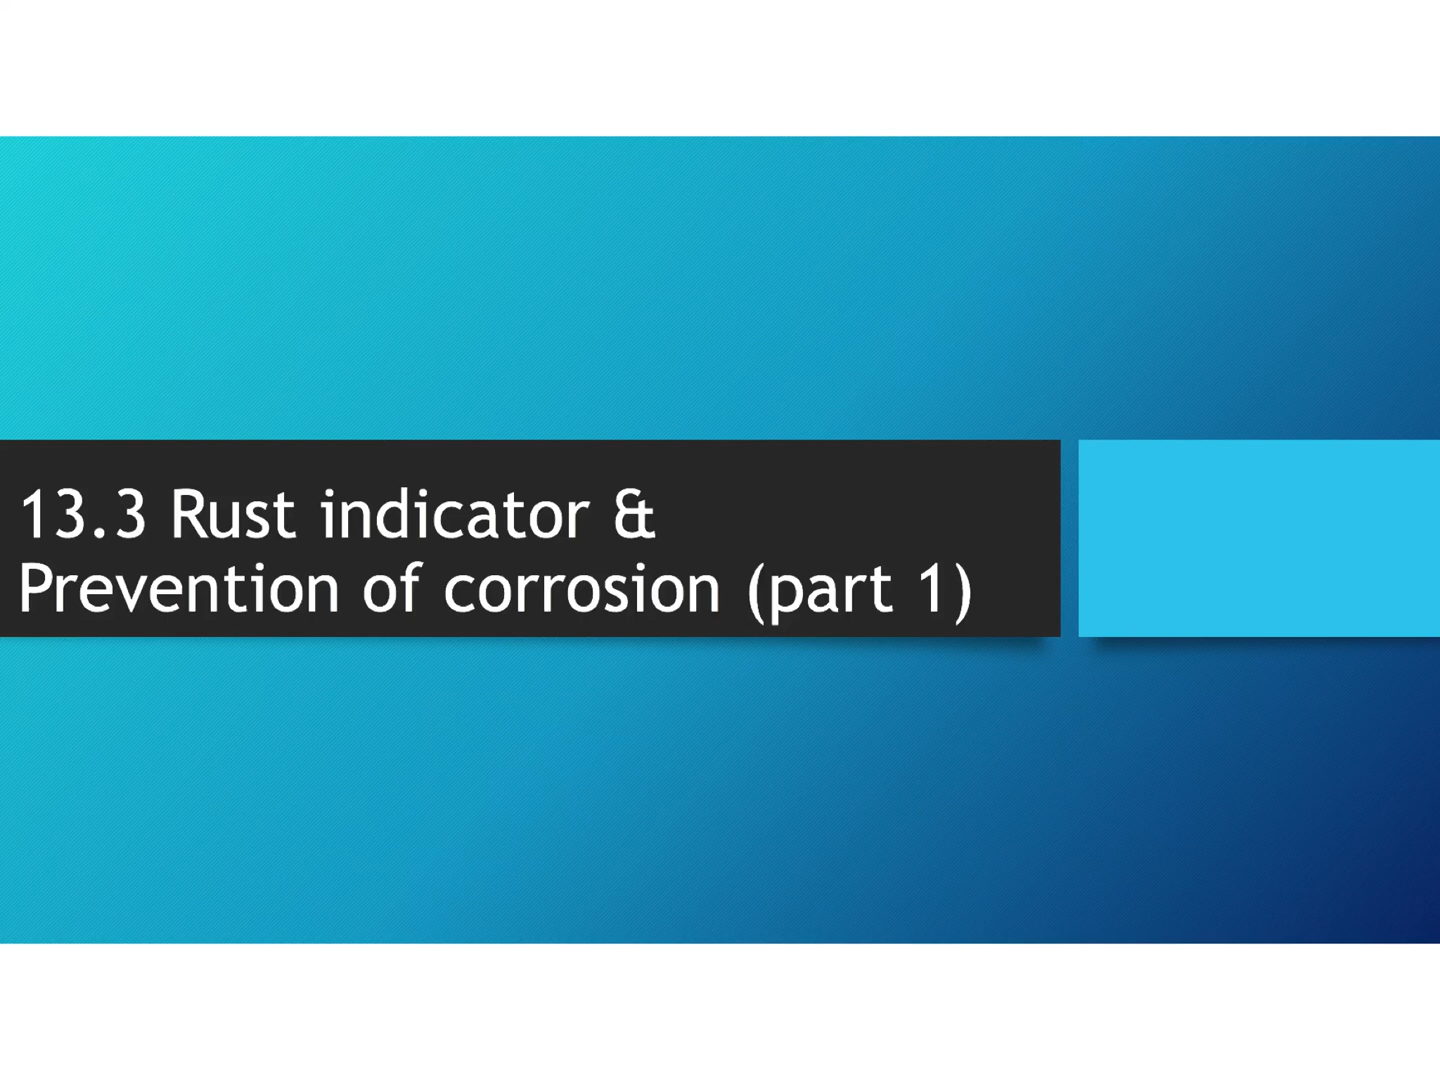 13.3 Rust indicator &
Prevention of corrosion (part 1)